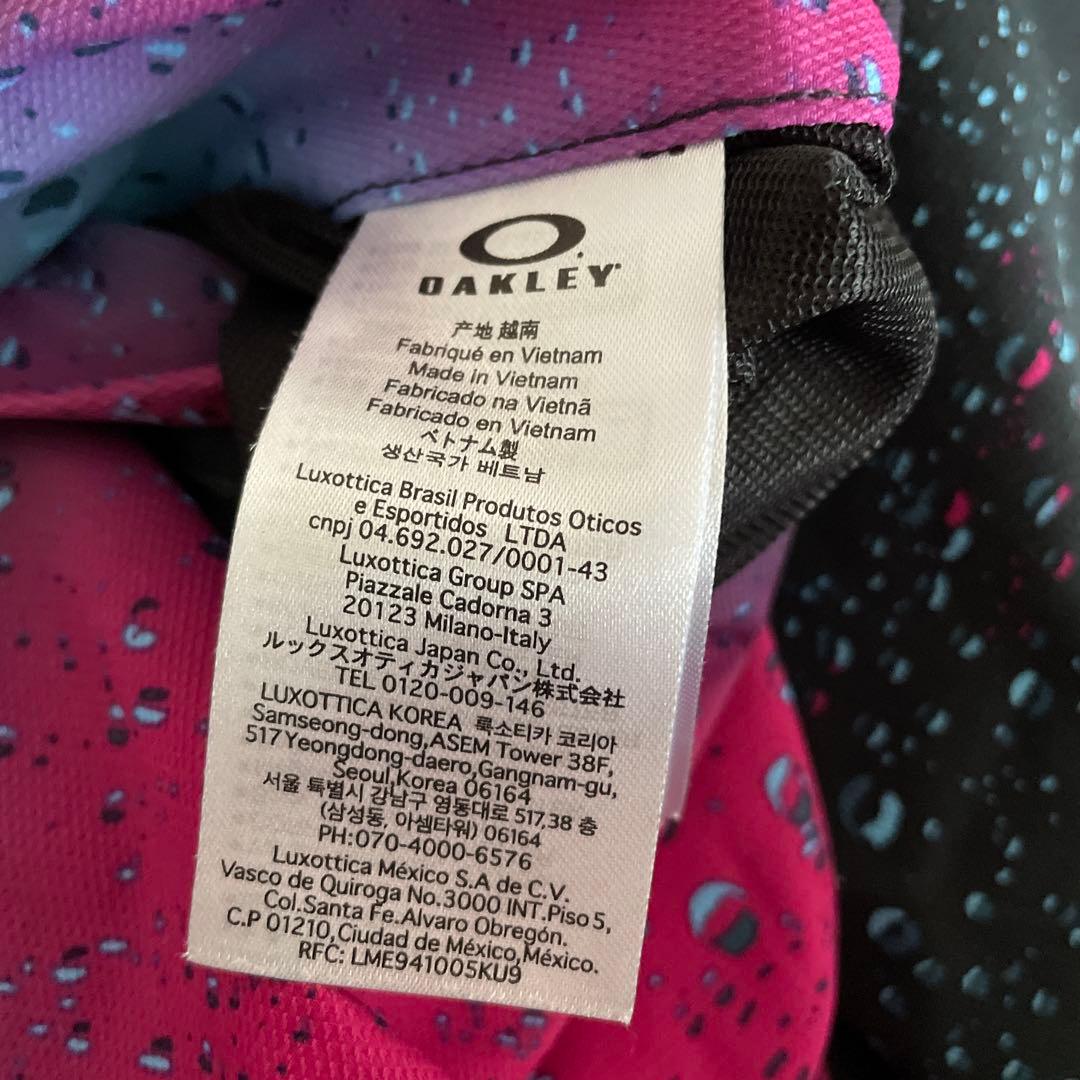 OAKLEY
产地 越南
Fabriqué en Vietnam
Made in Vietnam
Fabricado na Vietnã
Fabricado en Vietnam
ベトナム製
생산국가 베트남
Luxottica Brasil Produtos Oticos
e Esportidos LTDA
cnpj 04.692.027/0001-43
Luxottica Group SPA
Piazzale Cadorna 3
20123 Milano-Italy
Luxottica Japan Co., Ltd.
ルックスオティカジャパン株式会社
TEL 0120-009-146
LUXOTTICA KOREA 룩소티카 코리아
Samseong-dong,ASEM Tower 38F,
517 Yeongdong-daero,Gangnam-gu,
Seoul,Korea 06164
서울 특별시 강남구 영동대로 517,38 층
(삼성동, 아셈타워) 06164
PH:070-4000-6576
Luxottica México S.A de C.V.
Vasco de Quiroga No.3000 INT.Piso 5,
Col.Santa Fe.Alvaro Obregón.
C.P 01210,Ciudad de México,México.
RFC: LME941005KU9